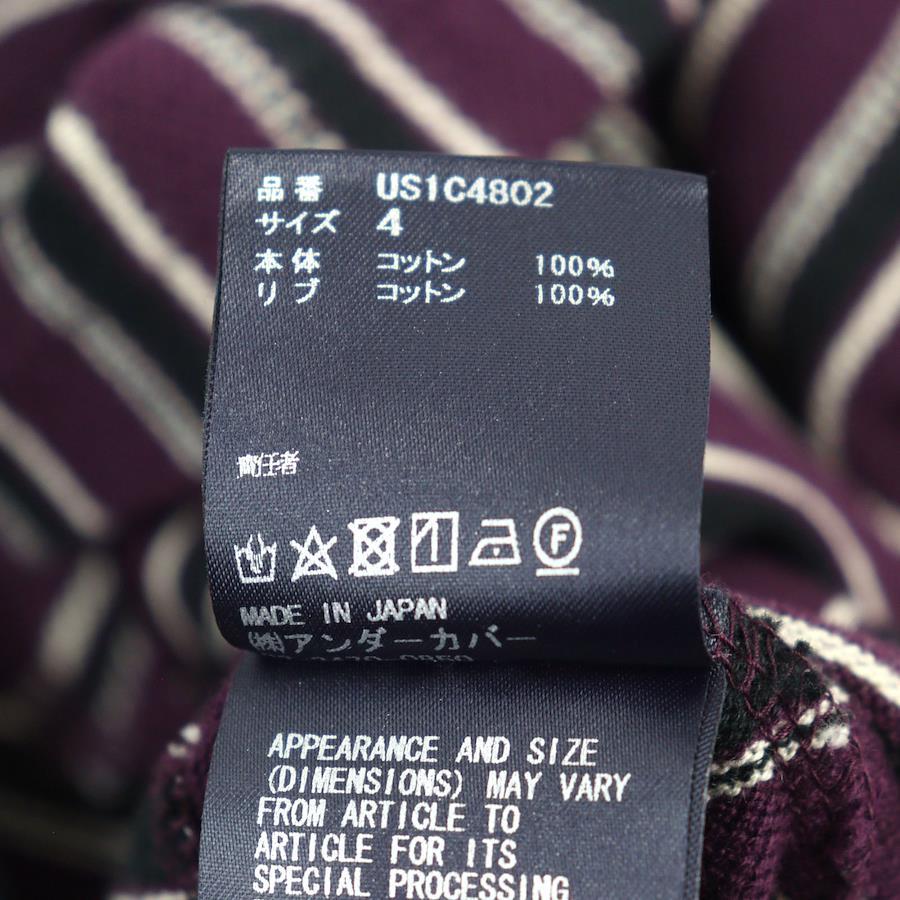 品番 US1C4802
サイズ 4
本体 コットン 100%
リブ コットン 100%
責任者
F
MADE IN JAPAN
㈱アンダーカバー
APPEARANCE AND SIZE
(DIMENSIONS) MAY VARY
FROM ARTICLE TO
ARTICLE FOR ITS
SPECIAL PROCESSING